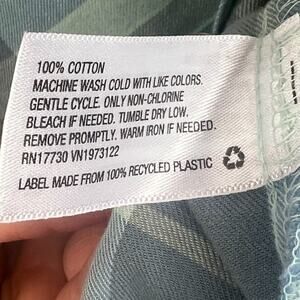 100% COTTON
MACHINE WASH COLD WITH LIKE COLORS.
GENTLE CYCLE. ONLY NON-CHLORINE
BLEACH IF NEEDED. TUMBLE DRY LOW.
REMOVE PROMPTLY. WARM IRON IF NEEDED.
RN17730 VN1973122
LABEL MADE FROM 100% RECYCLED PLASTIC